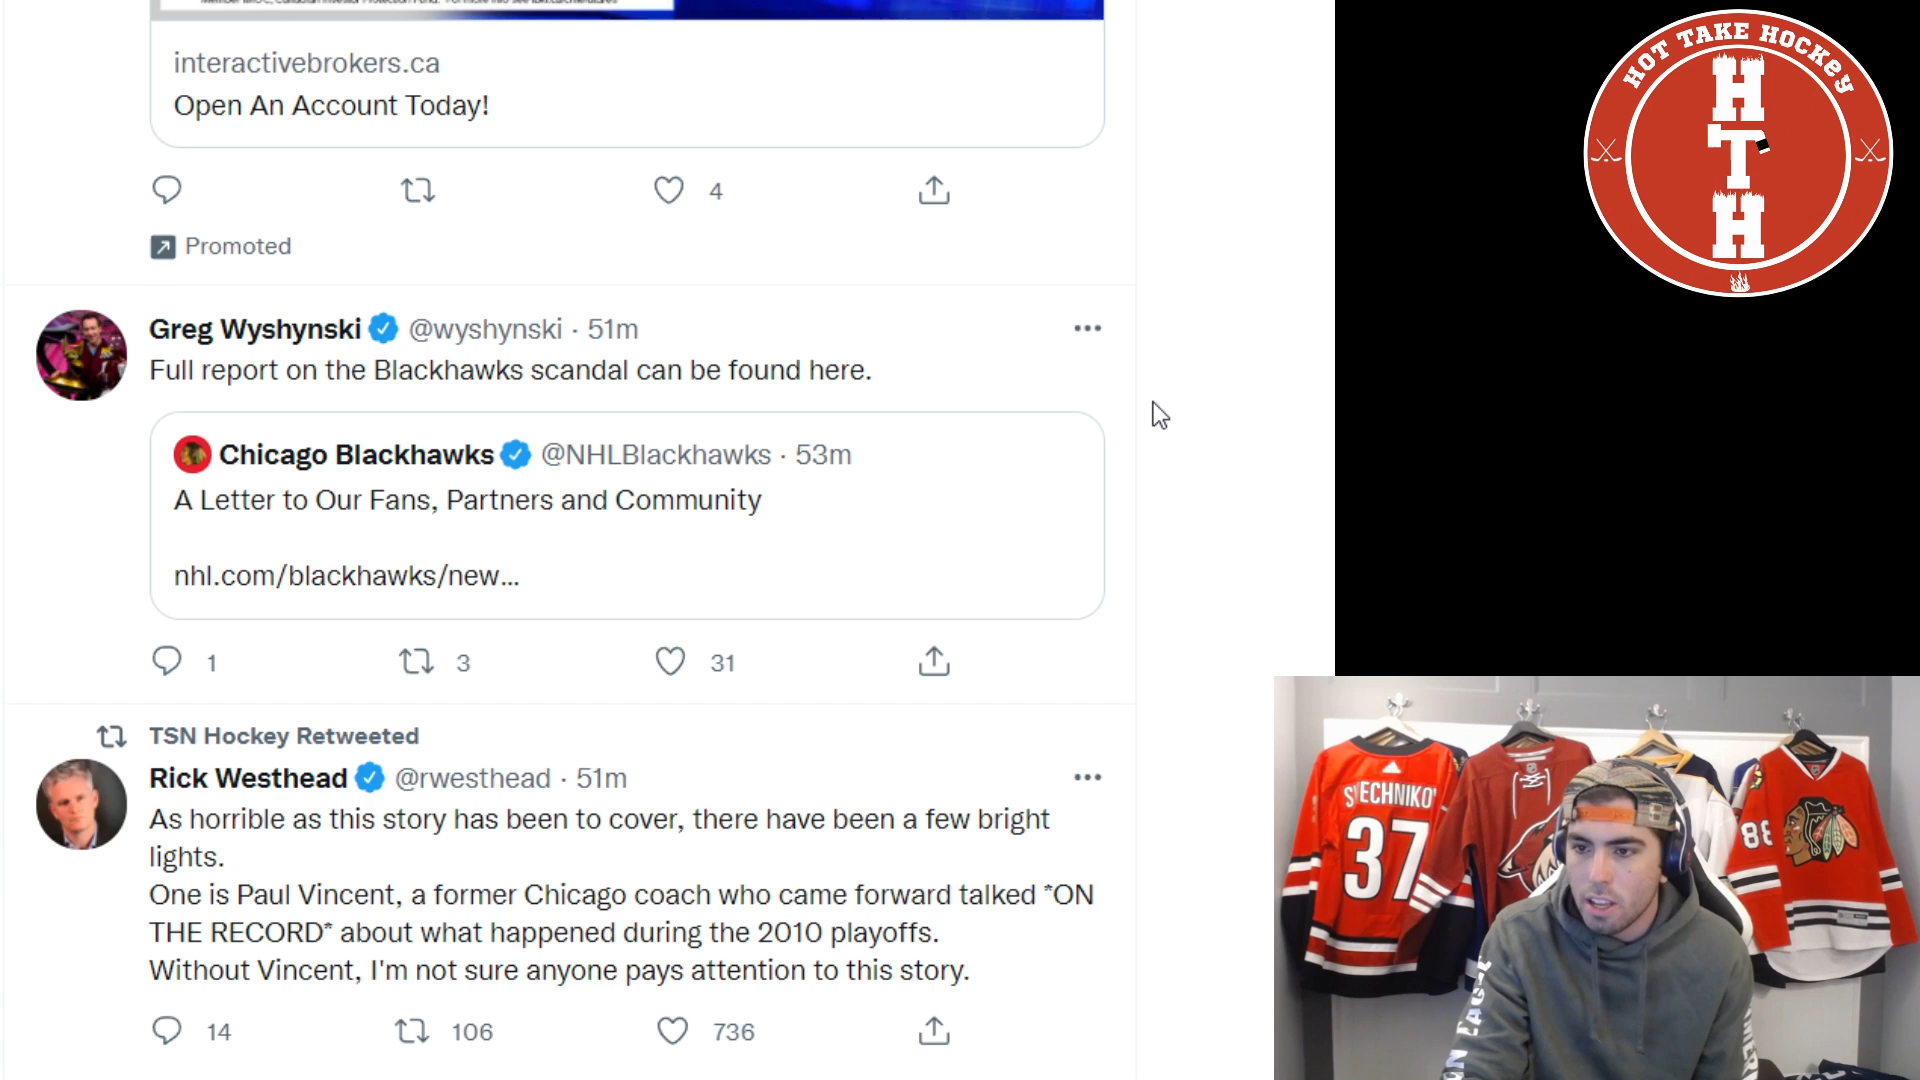 interactivebrokers.ca
Open An Account Today!
4
Promoted
Greg Wyshynski @wyshynski · 51m
Full report on the Blackhawks scandal can be found here.
Chicago Blackhawks @NHLBlackhawks · 53m
A Letter to Our Fans, Partners and Community
nhl.com/blackhawks/new...
1 3 31
TSN Hockey Retweeted
Rick Westhead @rwesthead · 51m
As horrible as this story has been to cover, there have been a few bright
lights.
One is Paul Vincent, a former Chicago coach who came forward talked *ON
THE RECORD* about what happened during the 2010 playoffs.
Without Vincent, I'm not sure anyone pays attention to this story.
14 106 736
HOT TAKE HOCKEY
H
T
H
SVECHNIKOV
37
88